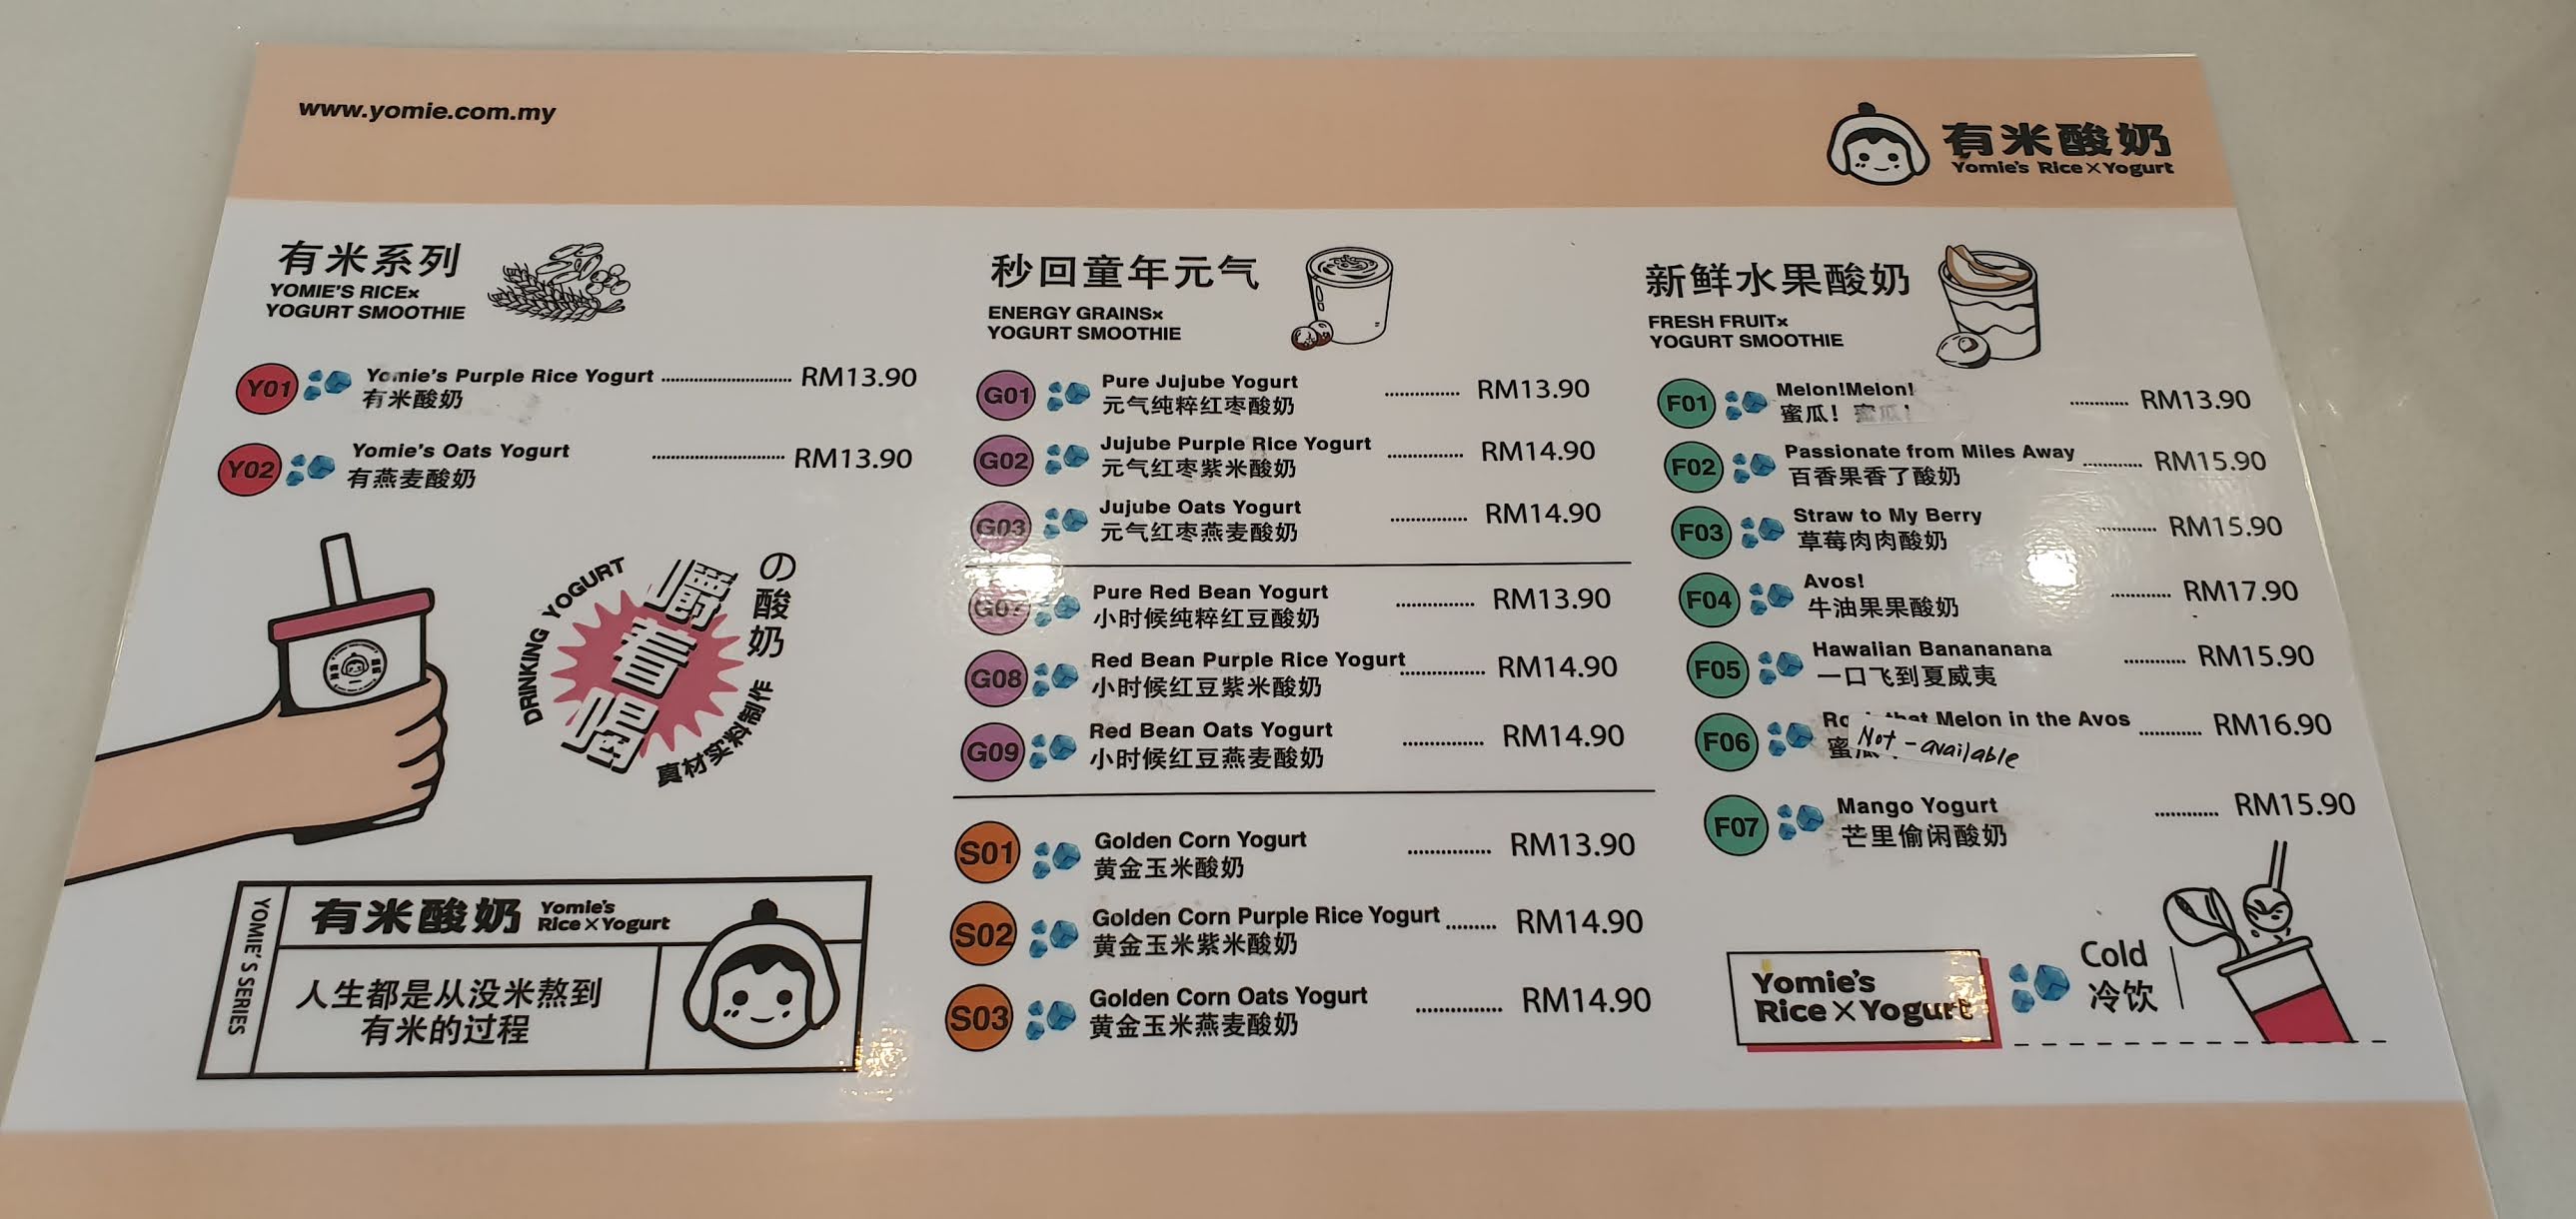 www.yomie.com.my
有米酸奶
Yomie's Rice×Yogurt
有米系列
YOMIE'S RICE×
YOGURT SMOOTHIE
Y01 Yomie's Purple Rice Yogurt RM13.90
有米酸奶
Y02 Yomie's Oats Yogurt RM13.90
有燕麦酸奶
DRINKING YOGURT
嚼着喝
の酸奶
真材实料制作
YOMIE'S SERIES
有米酸奶 Yomie's
Rice×Yogurt
人生都是从没米熬到
有米的过程
秒回童年元气
ENERGY GRAINS×
YOGURT SMOOTHIE
G01 Pure Jujube Yogurt RM13.90
元气纯粹红枣酸奶
G02 Jujube Purple Rice Yogurt RM14.90
元气红枣紫米酸奶
G03 Jujube Oats Yogurt RM14.90
元气红枣燕麦酸奶
G07 Pure Red Bean Yogurt RM13.90
小时候纯粹红豆酸奶
G08 Red Bean Purple Rice Yogurt RM14.90
小时候红豆紫米酸奶
G09 Red Bean Oats Yogurt RM14.90
小时候红豆燕麦酸奶
S01 Golden Corn Yogurt RM13.90
黄金玉米酸奶
S02 Golden Corn Purple Rice Yogurt RM14.90
黄金玉米紫米酸奶
S03 Golden Corn Oats Yogurt RM14.90
黄金玉米燕麦酸奶
新鲜水果酸奶
FRESH FRUIT×
YOGURT SMOOTHIE
F01 Melon!Melon! RM13.90
蜜瓜！蜜瓜！
F02 Passionate from Miles Away RM15.90
百香果香了酸奶
F03 Straw to My Berry RM15.90
草莓肉肉酸奶
F04 Avos! RM17.90
牛油果果酸奶
F05 Hawaiian Banananana RM15.90
一口飞到夏威夷
F06 that Melon in the Avos RM16.90
蜜
Not-available
F07 Mango Yogurt RM15.90
芒里偷闲酸奶
Yomie's
Rice×Yogurt
Cold
冷饮